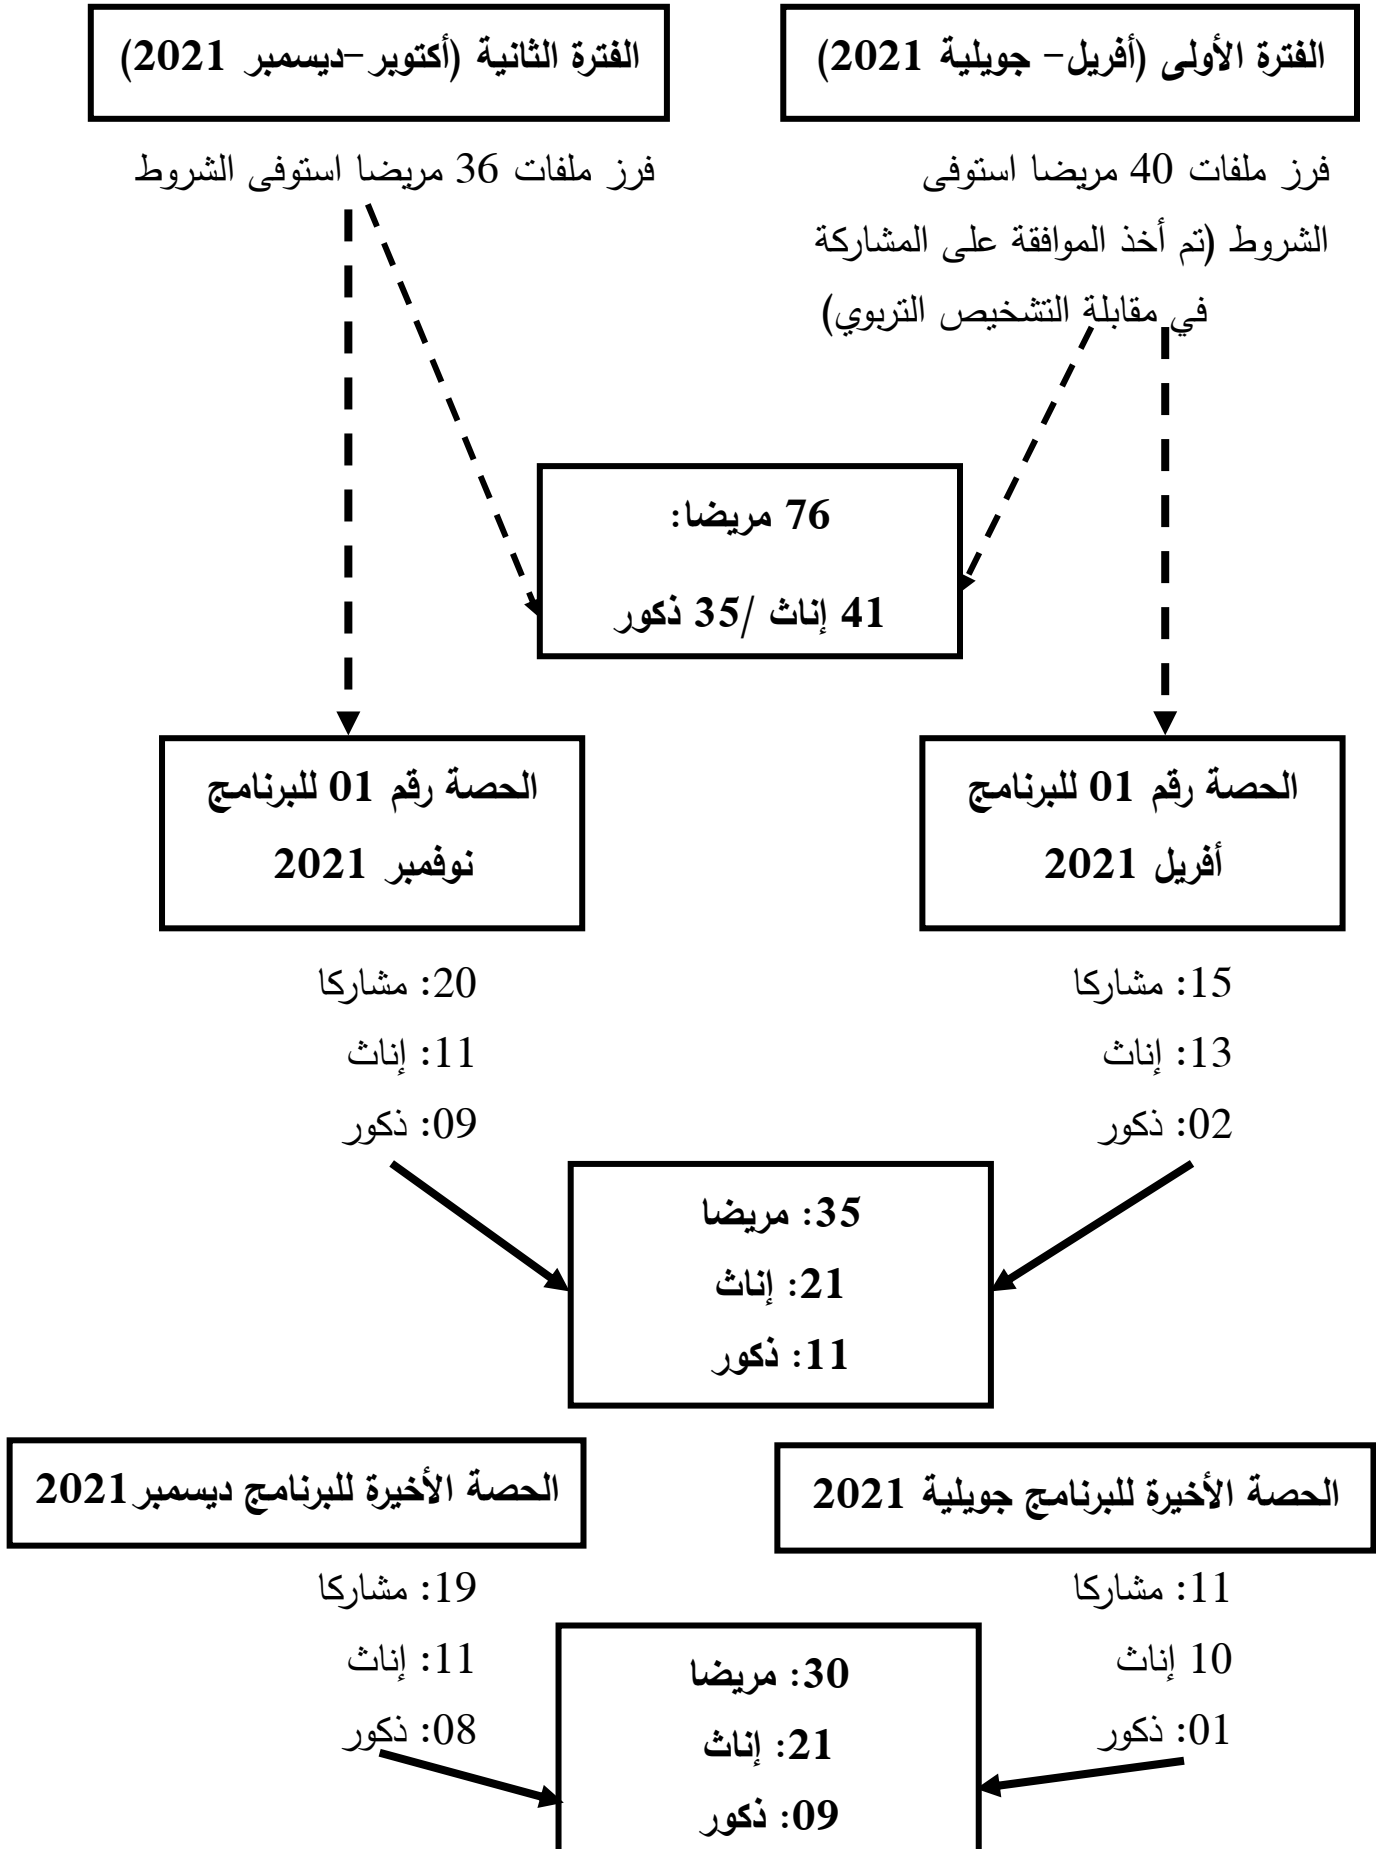 الفترة الأولى (أفريل- جويلية 2021)
الفترة الثانية (أكتوبر-ديسمبر 2021)
فرز ملفات 40 مريضا استوفى
الشروط (تم أخذ الموافقة على المشاركة
في مقابلة التشخيص التربوي)
فرز ملفات 36 مريضا استوفى الشروط
76 مريضا:
41 إناث /35 ذكور
الحصة رقم 01 للبرنامج
أفريل 2021
الحصة رقم 01 للبرنامج
نوفمبر 2021
15: مشاركا
13: إناث
02: ذكور
20: مشاركا
11: إناث
09: ذكور
35: مريضا
21: إناث
11: ذكور
الحصة الأخيرة للبرنامج جويلية 2021
الحصة الأخيرة للبرنامج ديسمبر2021
11: مشاركا
10 إناث
01: ذكور
19: مشاركا
11: إناث
08: ذكور
30: مريضا
21: إناث
09: ذكور